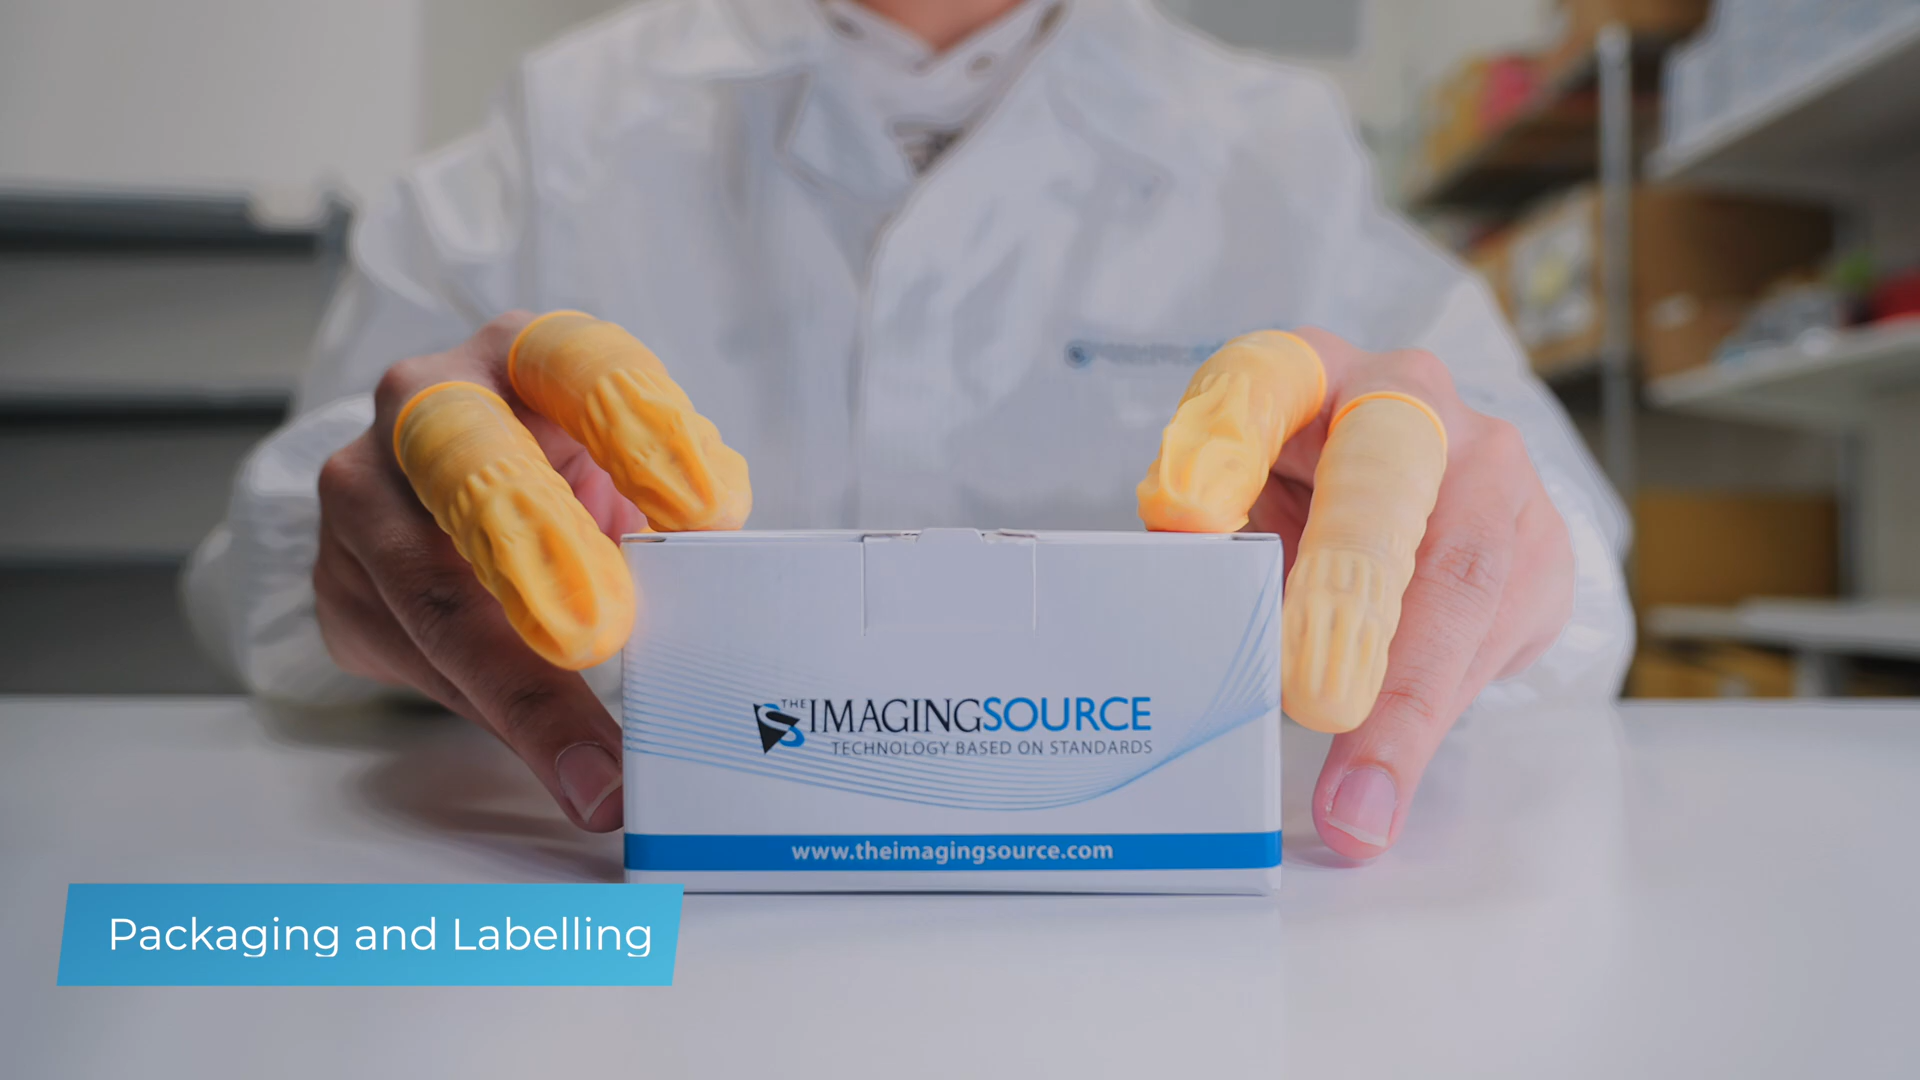 THE IMAGINGSOURCE
TECHNOLOGY BASED ON STANDARDS
www.theimagingsource.com
Packaging and Labelling